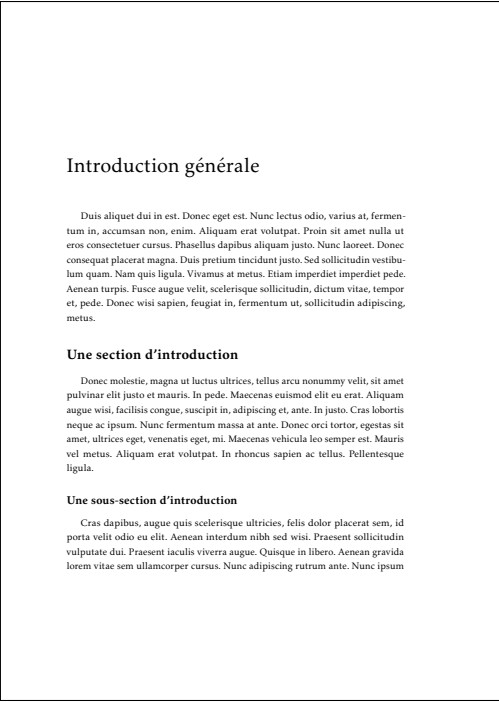 Introduction générale
Duis aliquet dui in est. Donec eget est. Nunc lectus odio, varius at, fermen-
tum in, accumsan non, enim. Aliquam erat volutpat. Proin sit amet nulla ut
eros consectetuer cursus. Phasellus dapibus aliquam justo. Nunc laoreet. Donec
consequat placerat magna. Duis pretium tincidunt justo. Sed sollicitudin vestibu-
lum quam. Nam quis ligula. Vivamus at metus. Etiam imperdiet imperdiet pede.
Aenean turpis. Fusce augue velit, scelerisque sollicitudin, dictum vitae, tempor
et, pede. Donec wisi sapien, feugiat in, fermentum ut, sollicitudin adipiscing,
metus.
Une section d’introduction
Donec molestie, magna ut luctus ultrices, tellus arcu nonummy velit, sit amet
pulvinar elit justo et mauris. In pede. Maecenas euismod elit eu erat. Aliquam
augue wisi, facilisis congue, suscipit in, adipiscing et, ante. In justo. Cras lobortis
neque ac ipsum. Nunc fermentum massa at ante. Donec orci tortor, egestas sit
amet, ultrices eget, venenatis eget, mi. Maecenas vehicula leo semper est. Mauris
vel metus. Aliquam erat volutpat. In rhoncus sapien ac tellus. Pellentesque
ligula.
Une sous-section d’introduction
Cras dapibus, augue quis scelerisque ultricies, felis dolor placerat sem, id
porta velit odio eu elit. Aenean interdum nibh sed wisi. Praesent sollicitudin
vulputate dui. Praesent iaculis viverra augue. Quisque in libero. Aenean gravida
lorem vitae sem ullamcorper cursus. Nunc adipiscing rutrum ante. Nunc ipsum